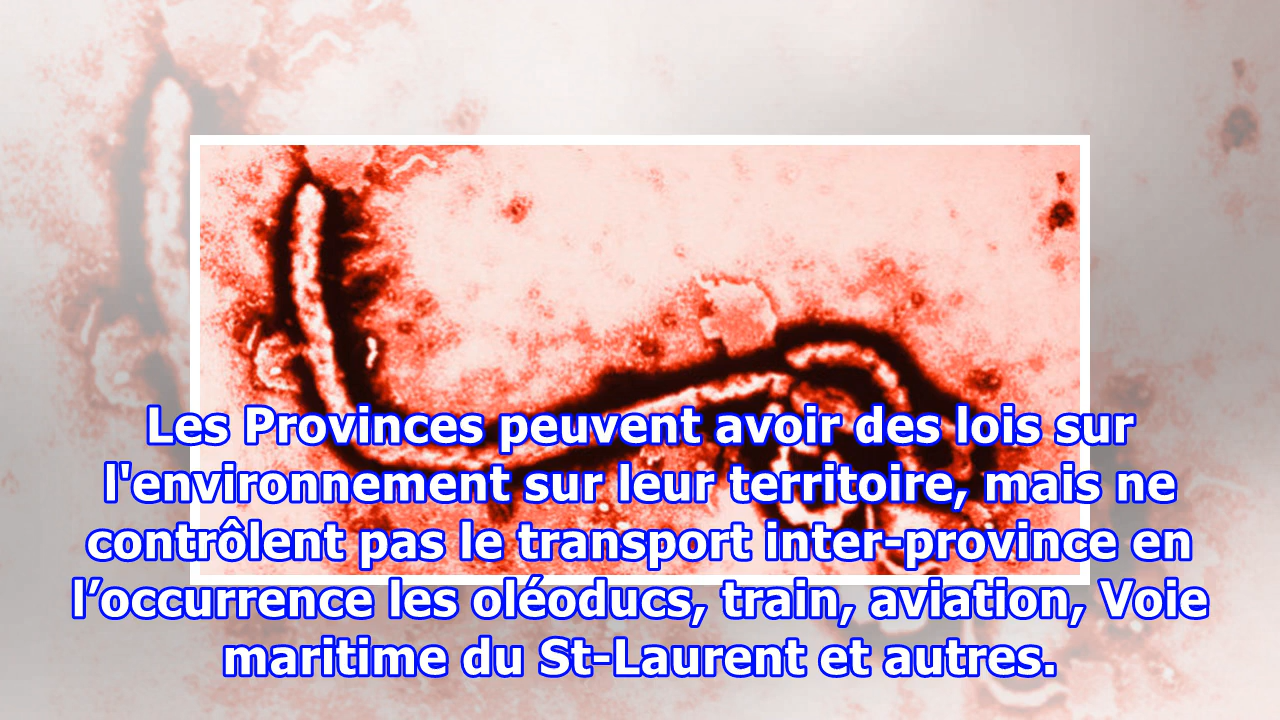 Les Provinces peuvent avoir des lois sur
l'environnement sur leur territoire, mais ne
contrôlent pas le transport inter-province en
l’occurrence les oléoducs, train, aviation, Voie
maritime du St-Laurent et autres.